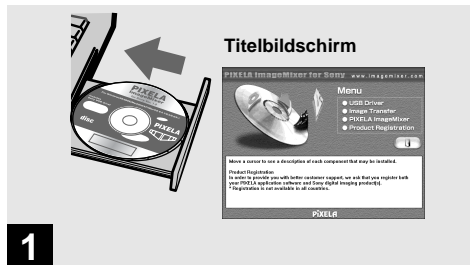 Titelbildschirm
PIXELA ImageMixer for Sony www.imagemixer.com
Menu
USB Driver
Image Transfer
PIXELA ImageMixer
Product Registration
Move a cursor to see a description of each component that may be installed.
Product Registration
In order to provide you with better customer support, we ask that you register both
your PIXELA application software and Sony digital imaging product(s).
* Registration is not available in all countries.
PIXELA
PIXELA
ImageMixer
PIXELA
disc
1